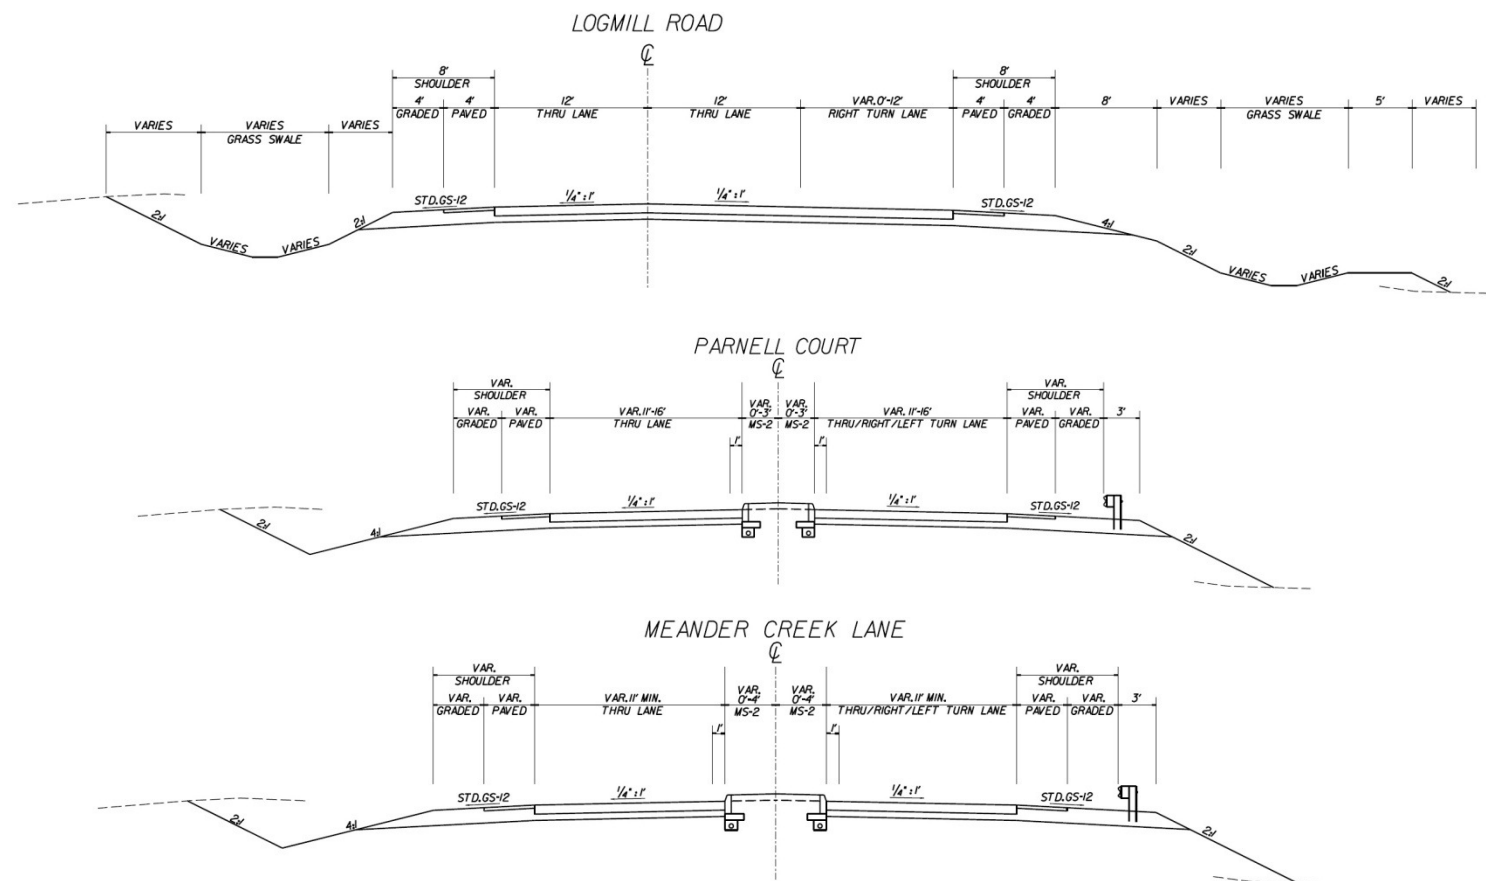 LOGMILL ROAD
℄
8'
SHOULDER
8'
SHOULDER
4'
GRADED
4'
PAVED
12'
THRU LANE
12'
THRU LANE
VAR.0'-12'
RIGHT TURN LANE
4'
PAVED
4'
GRADED
8'
VARIES
VARIES
GRASS SWALE
5'
VARIES
VARIES
VARIES
GRASS SWALE
VARIES
STD.GS-12
1/4":1'
1/4":1'
STD.GS-12
2:1
VARIES
VARIES
2:1
4:1
2:1
VARIES
VARIES
2:1
PARNELL COURT
℄
VAR.
SHOULDER
VAR.
SHOULDER
VAR.
GRADED
VAR.
PAVED
VAR.11'-16'
THRU LANE
VAR.
0'-3'
MS-2
VAR.
0'-3'
MS-2
VAR.11'-16'
THRU/RIGHT/LEFT TURN LANE
VAR.
PAVED
VAR.
GRADED
3'
1'
1'
STD.GS-12
1/4":1'
1/4":1'
STD.GS-12
2:1
4:1
2:1
MEANDER CREEK LANE
℄
VAR.
SHOULDER
VAR.
SHOULDER
VAR.
GRADED
VAR.
PAVED
VAR.11' MIN.
THRU LANE
VAR.
0'-4'
MS-2
VAR.
0'-4'
MS-2
VAR.11' MIN.
THRU/RIGHT/LEFT TURN LANE
VAR.
PAVED
VAR.
GRADED
3'
1'
1'
STD.GS-12
1/4":1'
1/4":1'
STD.GS-12
2:1
4:1
2:1